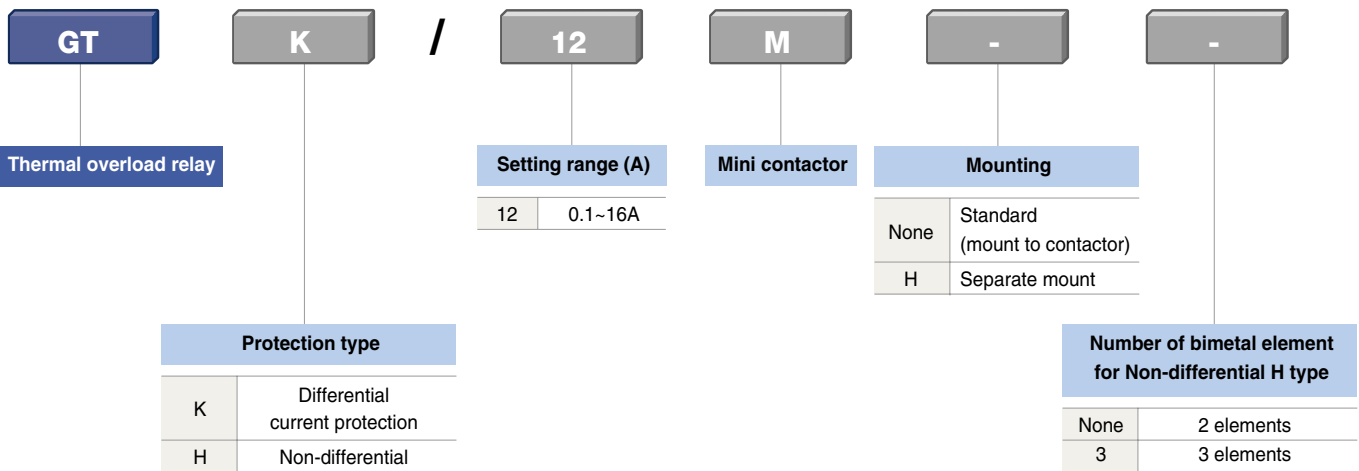 GT K / 12 M - -
Thermal overload relay
Setting range (A)
12 0.1~16A
Mini contactor
Mounting
None Standard
(mount to contactor)
H Separate mount
Protection type
K Differential
current protection
H Non-differential
Number of bimetal element
for Non-differential H type
None 2 elements
3 3 elements